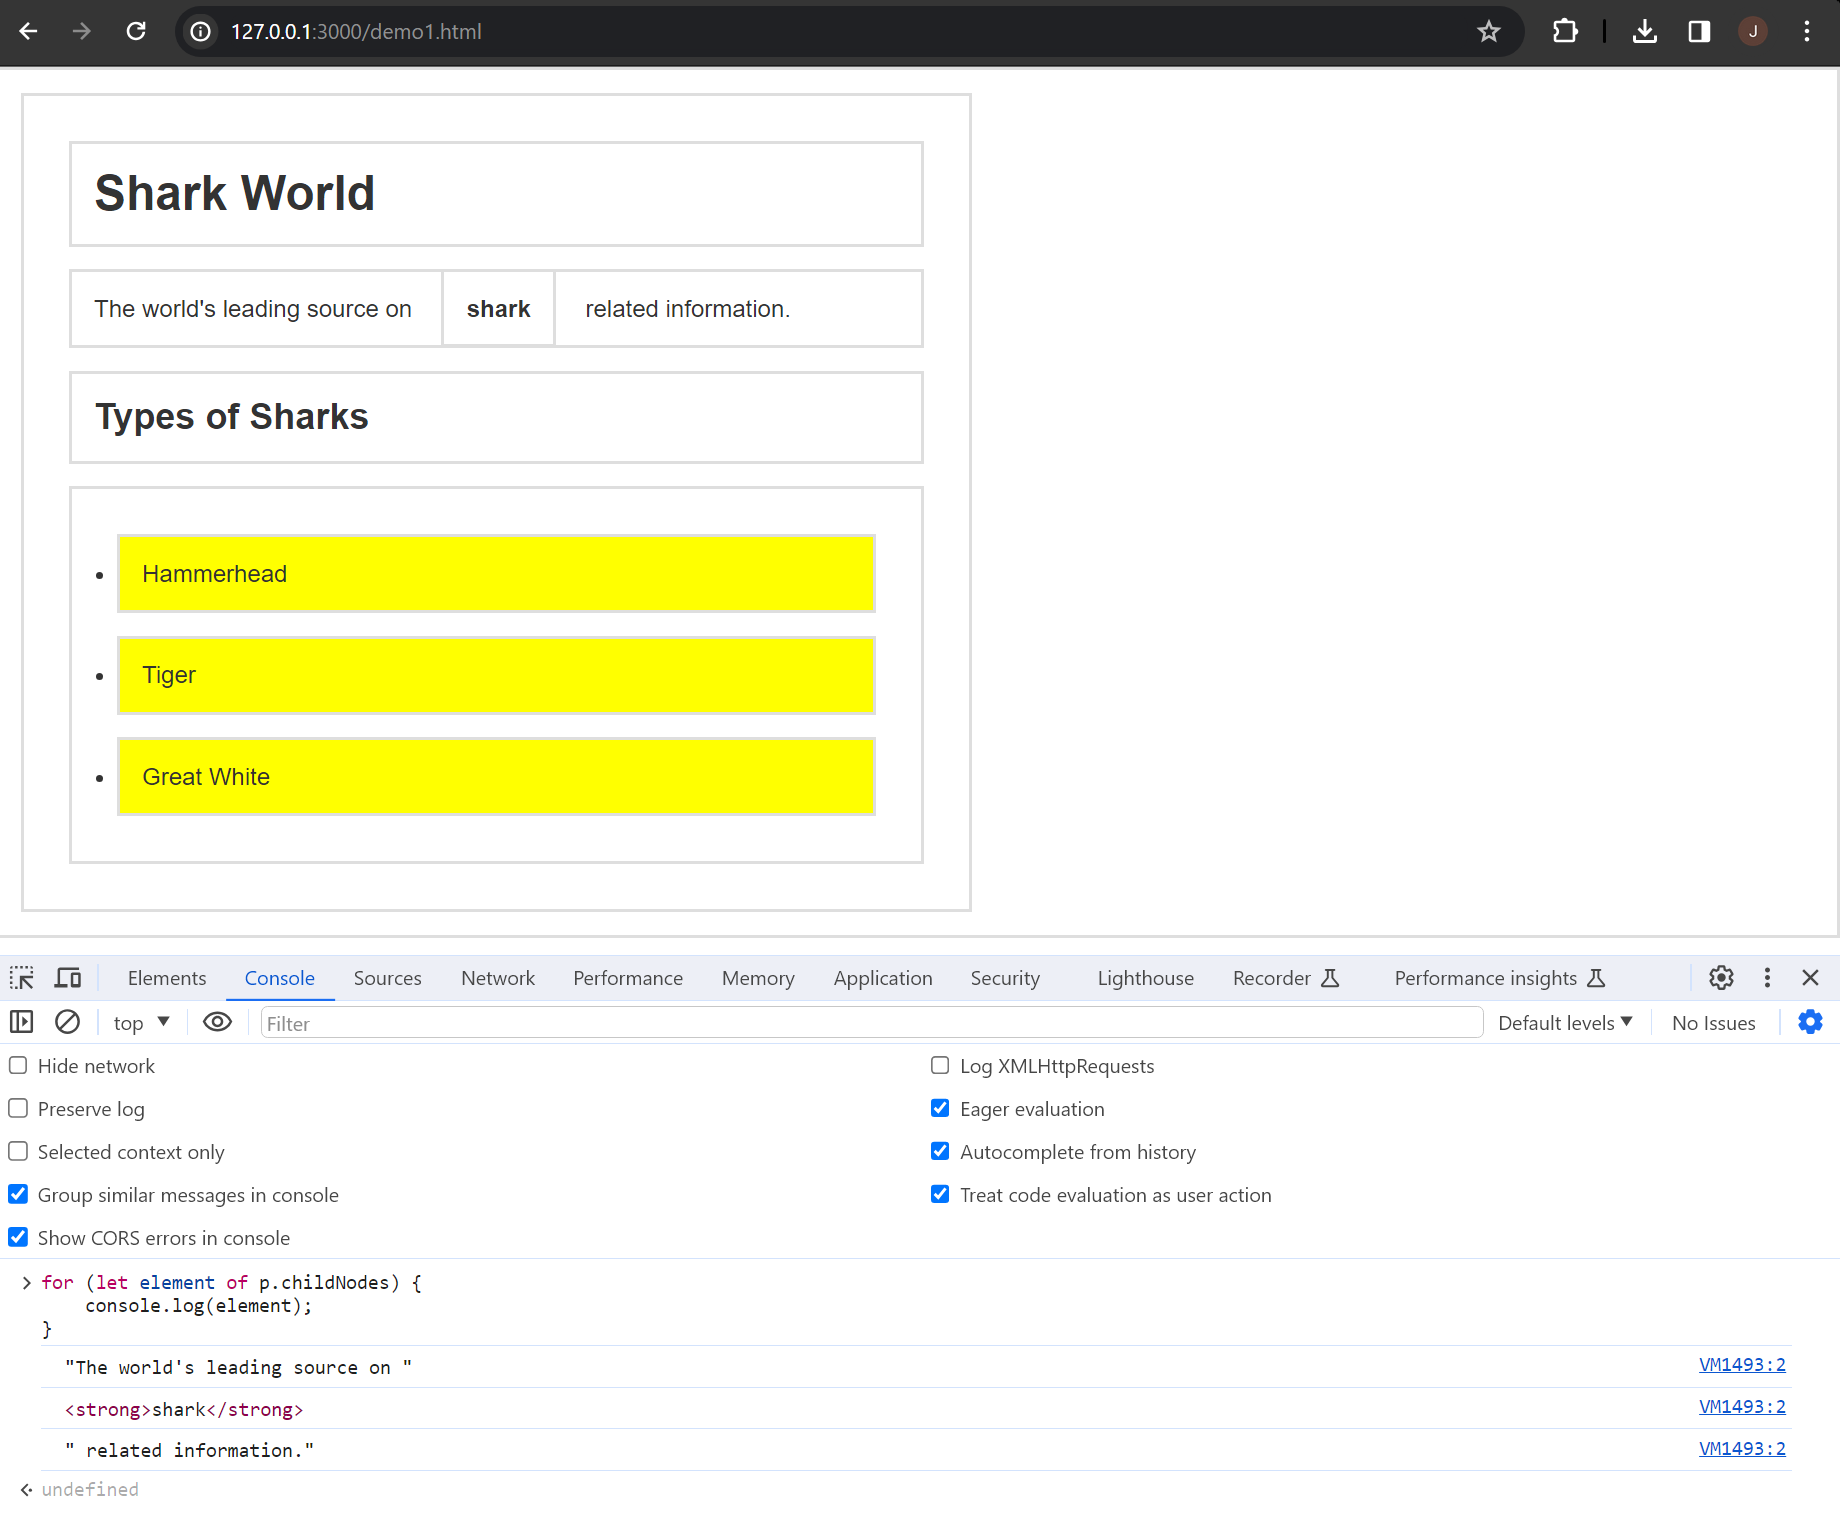 127.0.0.1:3000/demo1.html
J
Shark World
The world's leading source on shark related information.
Types of Sharks
• Hammerhead
• Tiger
• Great White
Elements Console Sources Network Performance Memory Application Security Lighthouse Recorder Performance insights
top Filter Default levels No Issues
Hide network Log XMLHttpRequests
Preserve log Eager evaluation
Selected context only Autocomplete from history
Group similar messages in console Treat code evaluation as user action
Show CORS errors in console
for (let element of p.childNodes) {
    console.log(element);
}
"The world's leading source on " VM1493:2
<strong>shark</strong> VM1493:2
" related information." VM1493:2
undefined